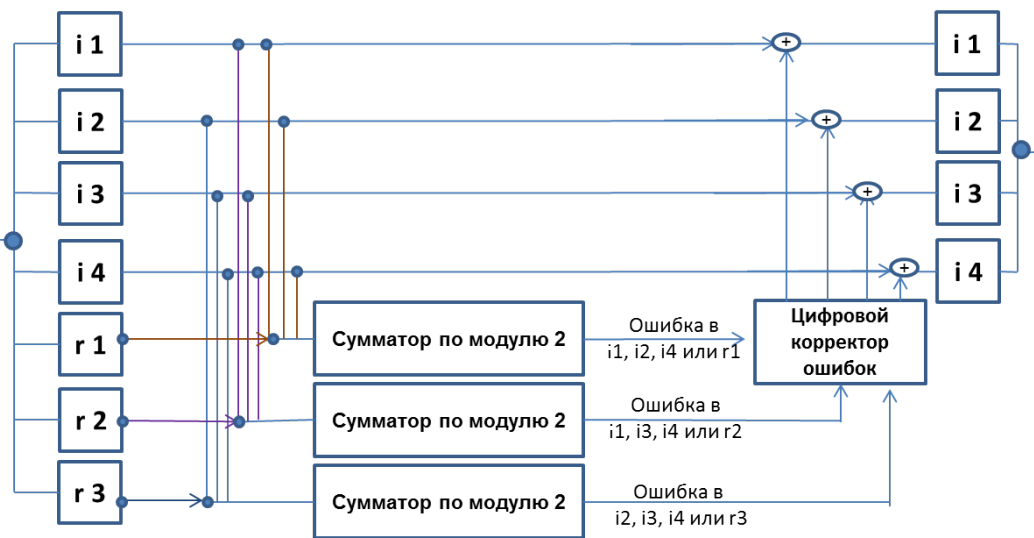 i 1
i 1
i 2
i 2
i 3
i 3
i 4
i 4
r 1
Сумматор по модулю 2
Ошибка в
i1, i2, i4 или r1
Цифровой
корректор
ошибок
r 2
Сумматор по модулю 2
Ошибка в
i1, i3, i4 или r2
r 3
Сумматор по модулю 2
Ошибка в
i2, i3, i4 или r3